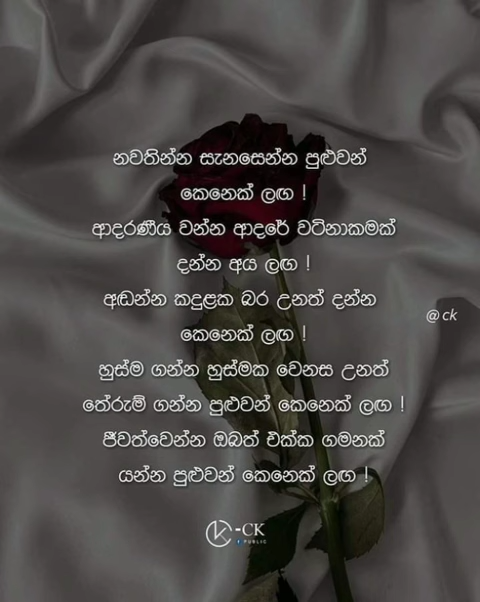 නවතින්න සැනසෙන්න පුළුවන්
කෙනෙක් ලඟ !
ආදරණීය වන්න ආදරේ වටිනාකමක්
දන්න අය ලඟ !
අඬන්න කදුළක බර උනත් දන්න
කෙනෙක් ලඟ !
හුස්ම ගන්න හුස්මක වෙනස උනත්
තේරුම් ගන්න පුළුවන් කෙනෙක් ලඟ !
ජීවත්වෙන්න ඔබත් එක්ක ගමනක්
යන්න පුළුවන් කෙනෙක් ලඟ !
@ck
-CK
PUBLIC